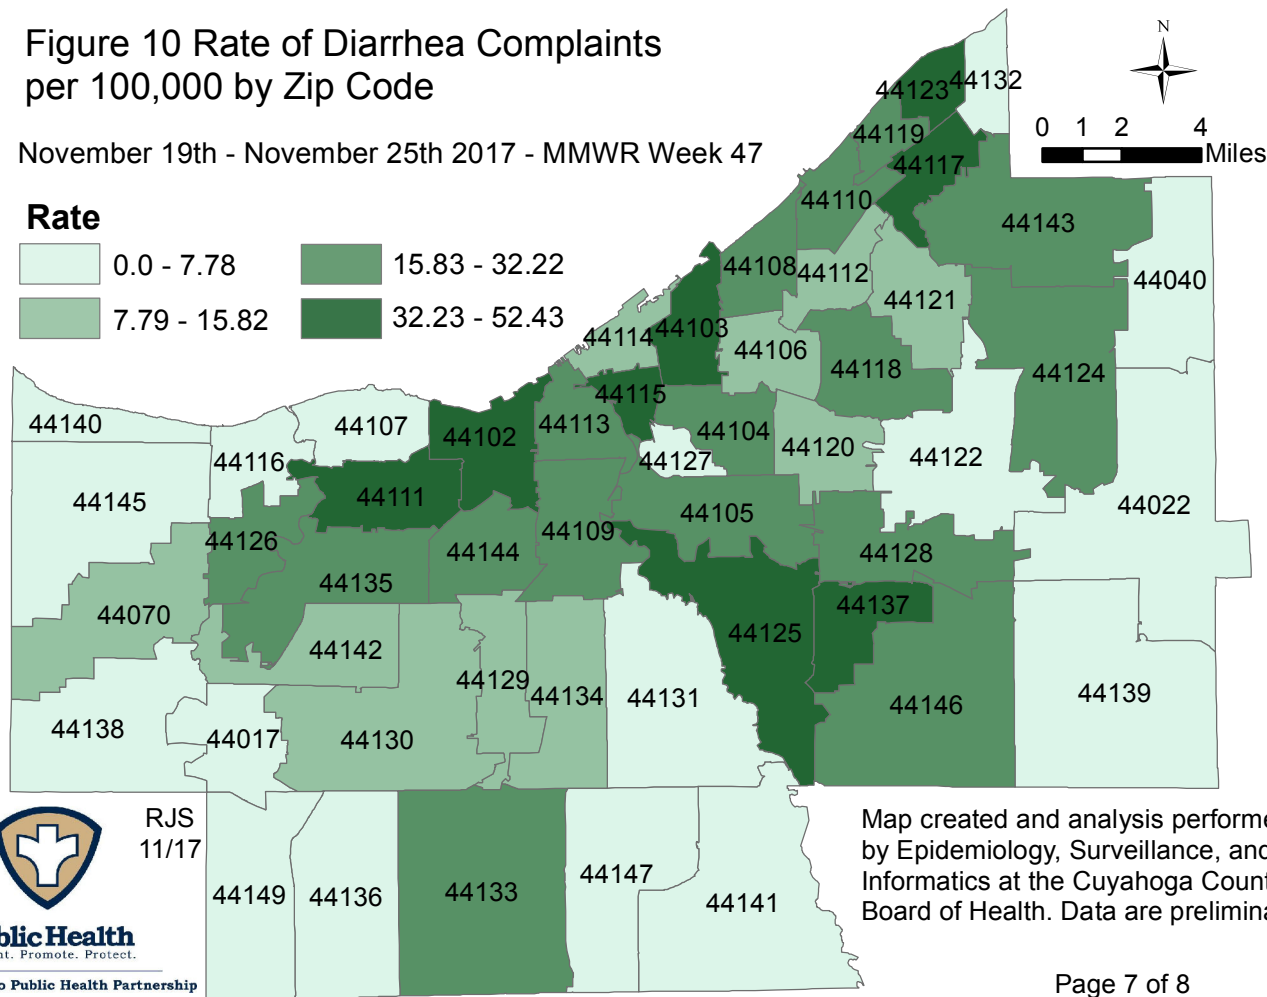 Figure 10 Rate of Diarrhea Complaints
per 100,000 by Zip Code
November 19th - November 25th 2017 - MMWR Week 47
Rate
0.0 - 7.78
15.83 - 32.22
7.79 - 15.82
32.23 - 52.43
N
0 1 2 4
Miles
44132
44123
44119
44117
44110
44143
44108
44112
44040
44121
44103
44114
44106
44118
44124
44115
44140
44107
44113
44102
44104
44120
44122
44116
44127
44111
44145
44022
44105
44109
44126
44144
44128
44135
44070
44137
44125
44142
44129
44134
44131
44139
44146
44138
44017
44130
44133
44147
44149
44136
44141
RJS
11/17
Map created and analysis performe
by Epidemiology, Surveillance, and
Informatics at the Cuyahoga Count
Board of Health. Data are prelimina
blic Health
nt. Promote. Protect.
o Public Health Partnership
Page 7 of 8